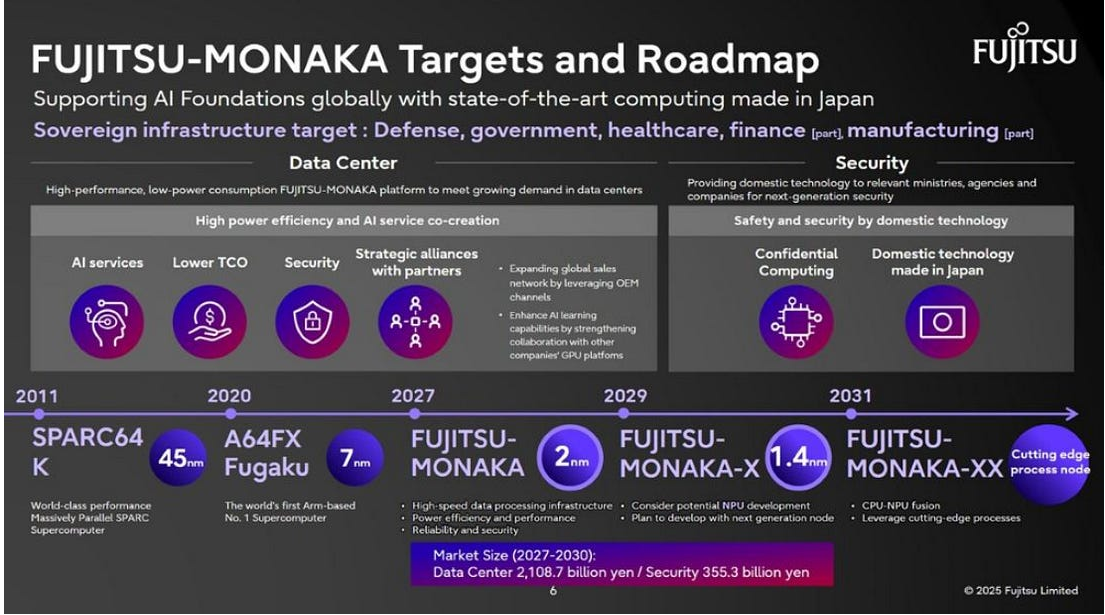 FUJITSU-MONAKA Targets and Roadmap
FUJITSU
Supporting AI Foundations globally with state-of-the-art computing made in Japan
Sovereign infrastructure target : Defense, government, healthcare, finance [part], manufacturing [part]
Data Center
High-performance, low-power consumption FUJITSU-MONAKA platform to meet growing demand in data centers
High power efficiency and AI service co-creation
AI services
Lower TCO
Security
Strategic alliances
with partners
• Expanding global sales
network by leveraging OEM
channels
• Enhance AI learning
capabilities by strengthening
collaboration with other
companies' GPU platfoms
Security
Providing domestic technology to relevant ministries, agencies and
companies for next-generation security
Safety and security by domestic technology
Confidential
Computing
Domestic technology
made in Japan
2011
SPARC64
K
45nm
World-class performance
Massively Parallel SPARC
Supercomputer
2020
A64FX
Fugaku
7nm
The world's first Arm-based
No. 1 Supercomputer
2027
FUJITSU-
MONAKA
2nm
• High-speed data processing infrastructure
• Power efficiency and performance
• Reliability and security
2029
FUJITSU-
MONAKA-X
1.4nm
• Consider potential NPU development
• Plan to develop with next generation node
2031
FUJITSU-
MONAKA-XX
Cutting edge
process node
• CPU-NPU fusion
• Leverage cutting-edge processes
Market Size (2027-2030):
Data Center 2,108.7 billion yen / Security 355.3 billion yen
6
© 2025 Fujitsu Limited